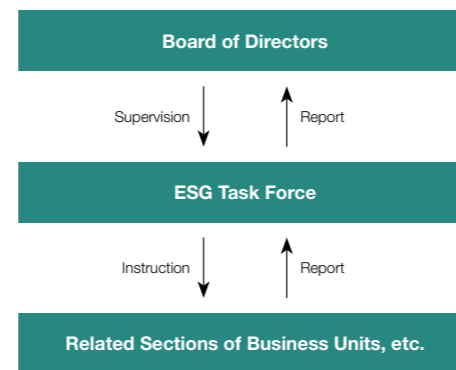 Board of Directors
Supervision
Report
ESG Task Force
Instruction
Report
Related Sections of Business Units, etc.